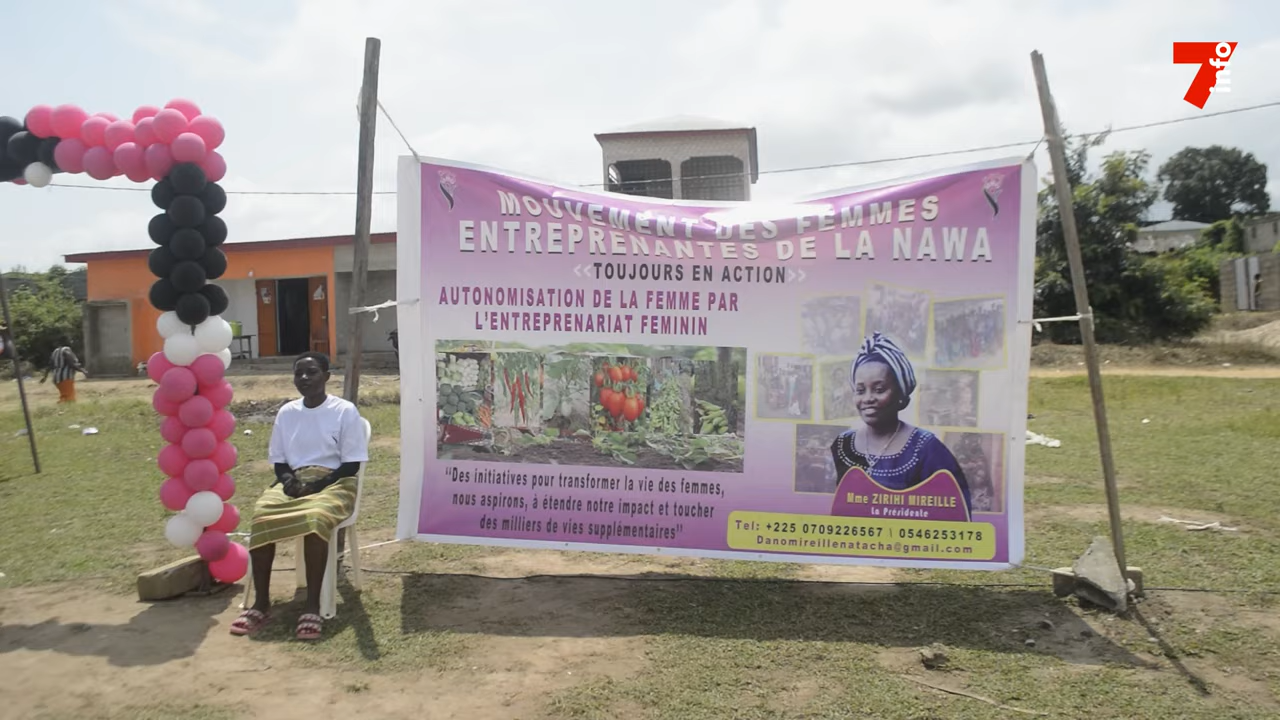 7info
MOUVEMENT DES FEMMES
ENTREPRENANTES DE LA NAWA
<<TOUJOURS EN ACTION>>
AUTONOMISATION DE LA FEMME PAR
L'ENTREPRENARIAT FEMININ
"Des initiatives pour transformer la vie des femmes,
nous aspirons, à étendre notre impact et toucher
des milliers de vies supplémentaires"
Mme ZIRIHI MIREILLE
La Présidente
Tel: +225 0709226567 \ 0546253178
Danomireillenatacha@gmail.com